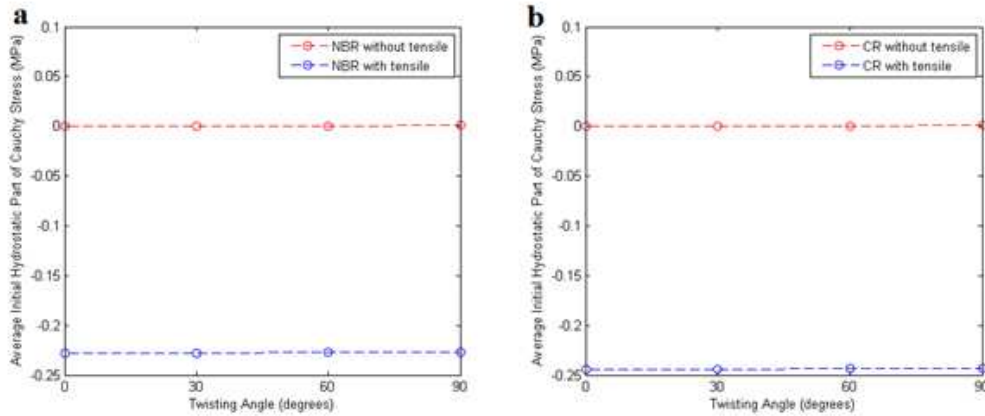 a
0.1
0.05
0
-0.05
-0.1
-0.15
-0.2
-0.25
0
30
60
90
Average Initial Hydrostatic Part of Cauchy Stress (MPa)
Twisting Angle (degrees)
NBR without tensile
NBR with tensile
b
0.1
0.05
0
-0.05
-0.1
-0.15
-0.2
-0.25
0
30
60
90
Average Initial Hydrostatic Part of Cauchy Stress (MPa)
Twisting Angle (degrees)
CR without tensile
CR with tensile